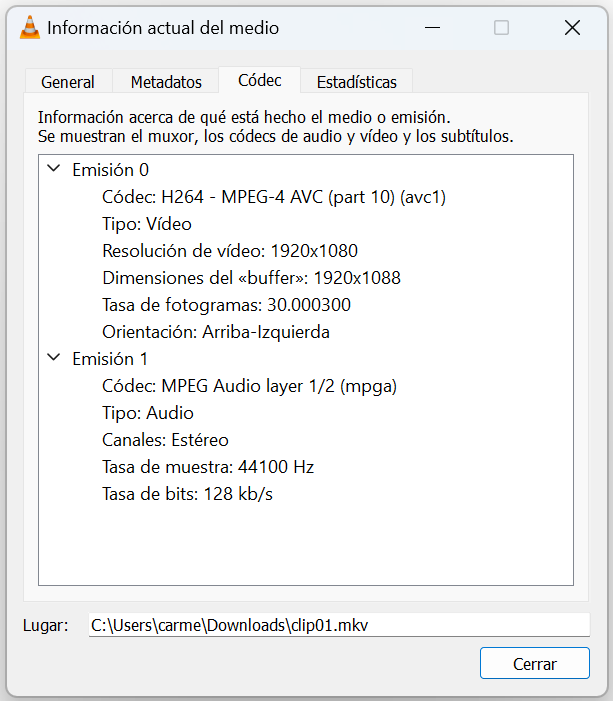 Información actual del medio
General
Metadatos
Códec
Estadísticas
Información acerca de qué está hecho el medio o emisión.
Se muestran el muxor, los códecs de audio y vídeo y los subtítulos.
Emisión 0
Códec: H264 - MPEG-4 AVC (part 10) (avc1)
Tipo: Vídeo
Resolución de vídeo: 1920x1080
Dimensiones del «buffer»: 1920x1088
Tasa de fotogramas: 30.000300
Orientación: Arriba-Izquierda
Emisión 1
Códec: MPEG Audio layer 1/2 (mpga)
Tipo: Audio
Canales: Estéreo
Tasa de muestra: 44100 Hz
Tasa de bits: 128 kb/s
Lugar: C:\Users\carme\Downloads\clip01.mkv
Cerrar